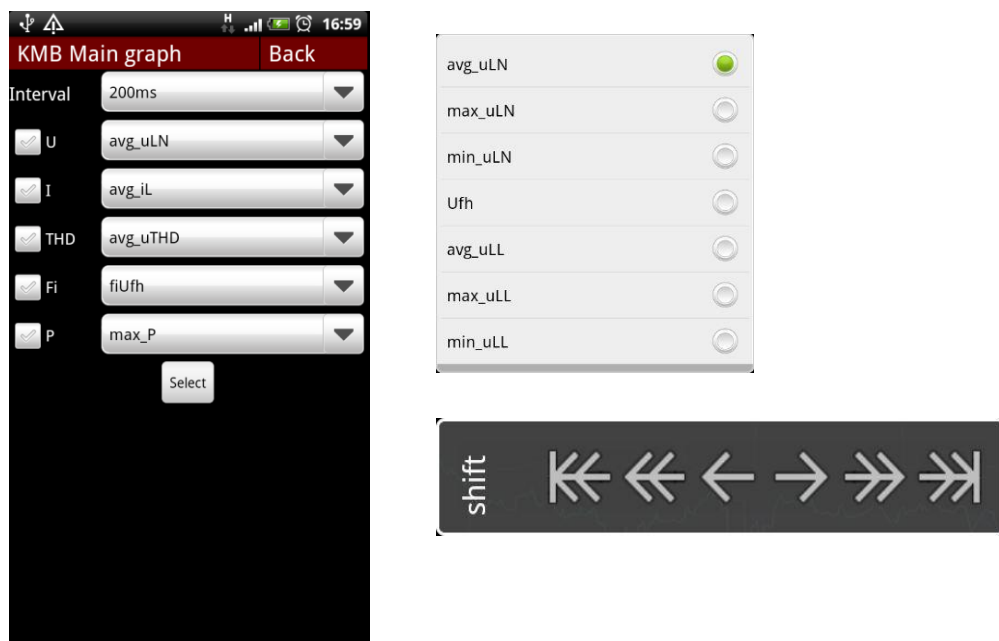 H 16:59
KMB Main graph Back
Interval 200ms
U avg_uLN
I avg_iL
THD avg_uTHD
Fi fiUfh
P max_P
Select
avg_uLN
max_uLN
min_uLN
Ufh
avg_uLL
max_uLL
min_uLL
shift